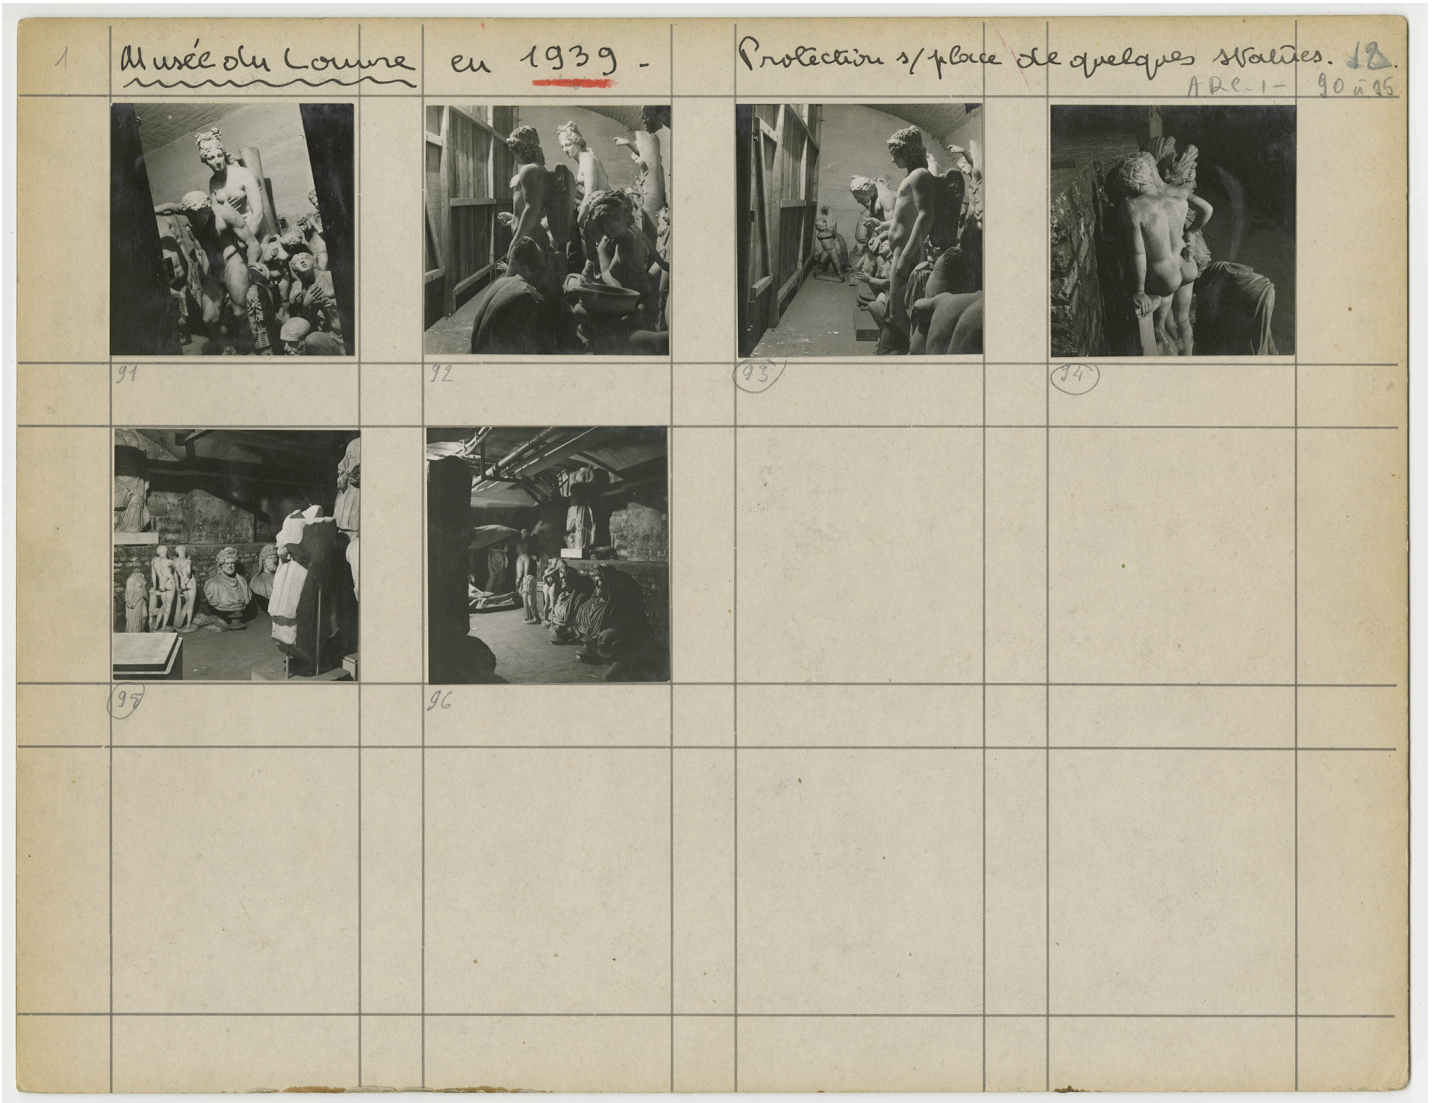 1 Musée du Louvre en 1939 - Protection s/place de quelques statues.
ARC-1- 90 à 95
91 92 93 94
95 96